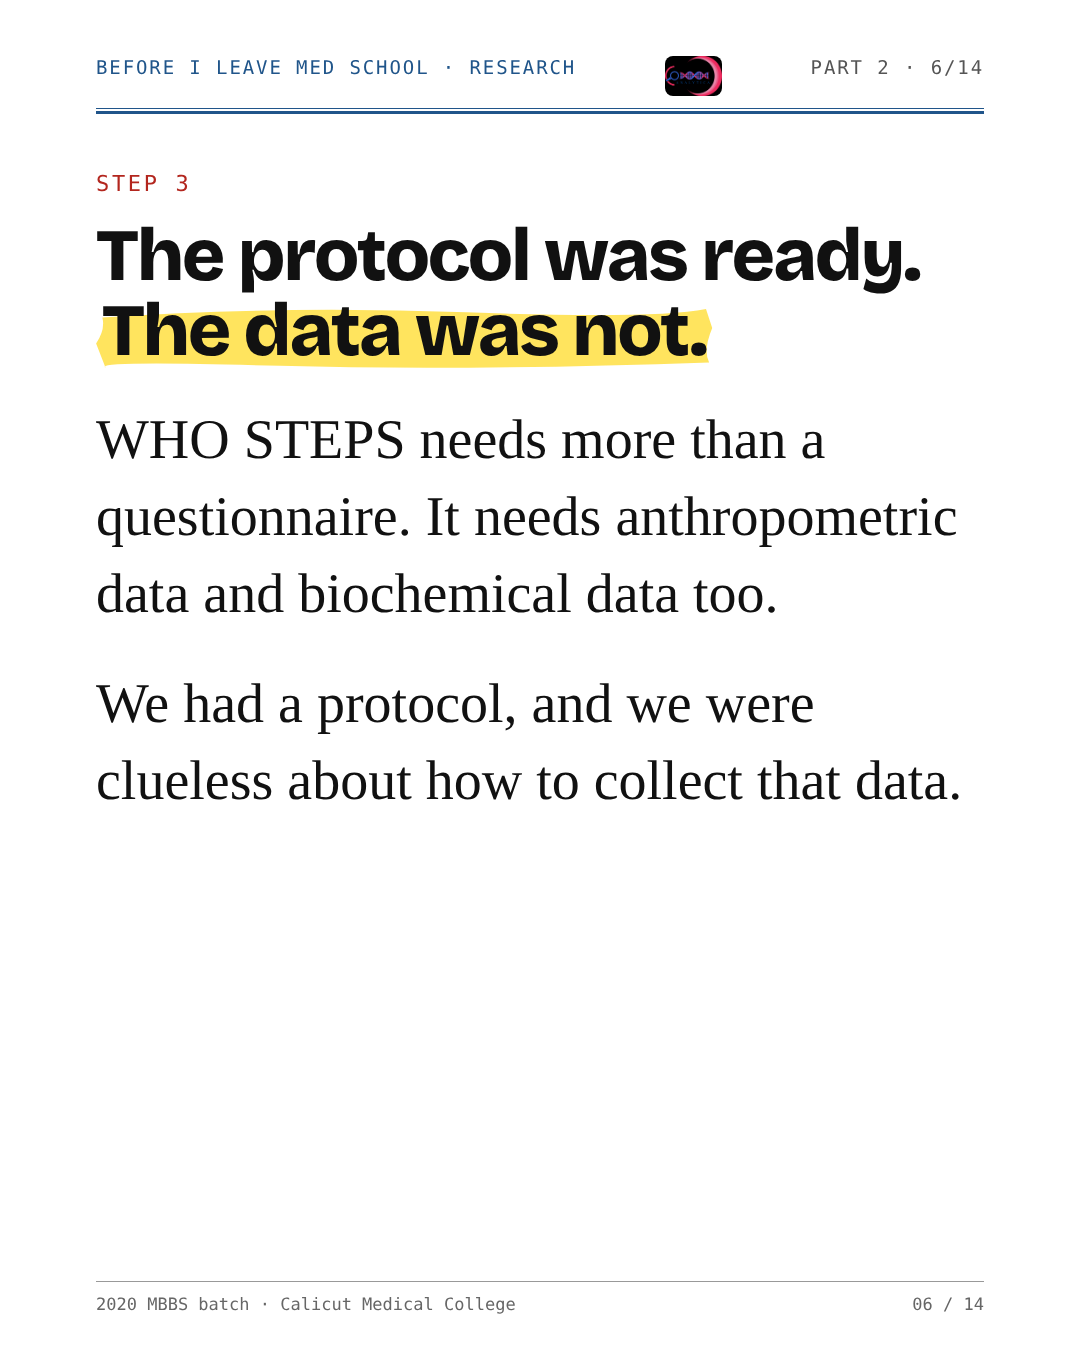 BEFORE I LEAVE MED SCHOOL · RESEARCH
PART 2 · 6/14
STEP 3
The protocol was ready.
The data was not.
WHO STEPS needs more than a
questionnaire. It needs anthropometric
data and biochemical data too.
We had a protocol, and we were
clueless about how to collect that data.
2020 MBBS batch · Calicut Medical College
06 / 14